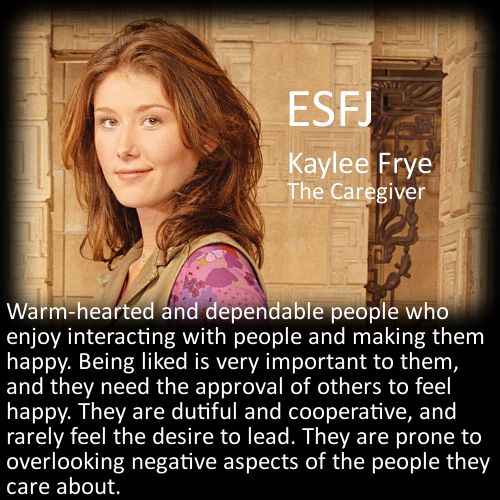 ESFJ
Kaylee Frye
The Caregiver
Warm-hearted and dependable people who
enjoy interacting with people and making them
happy. Being liked is very important to them,
and they need the approval of others to feel
happy. They are dutiful and cooperative, and
rarely feel the desire to lead. They are prone to
overlooking negative aspects of the people they
care about.